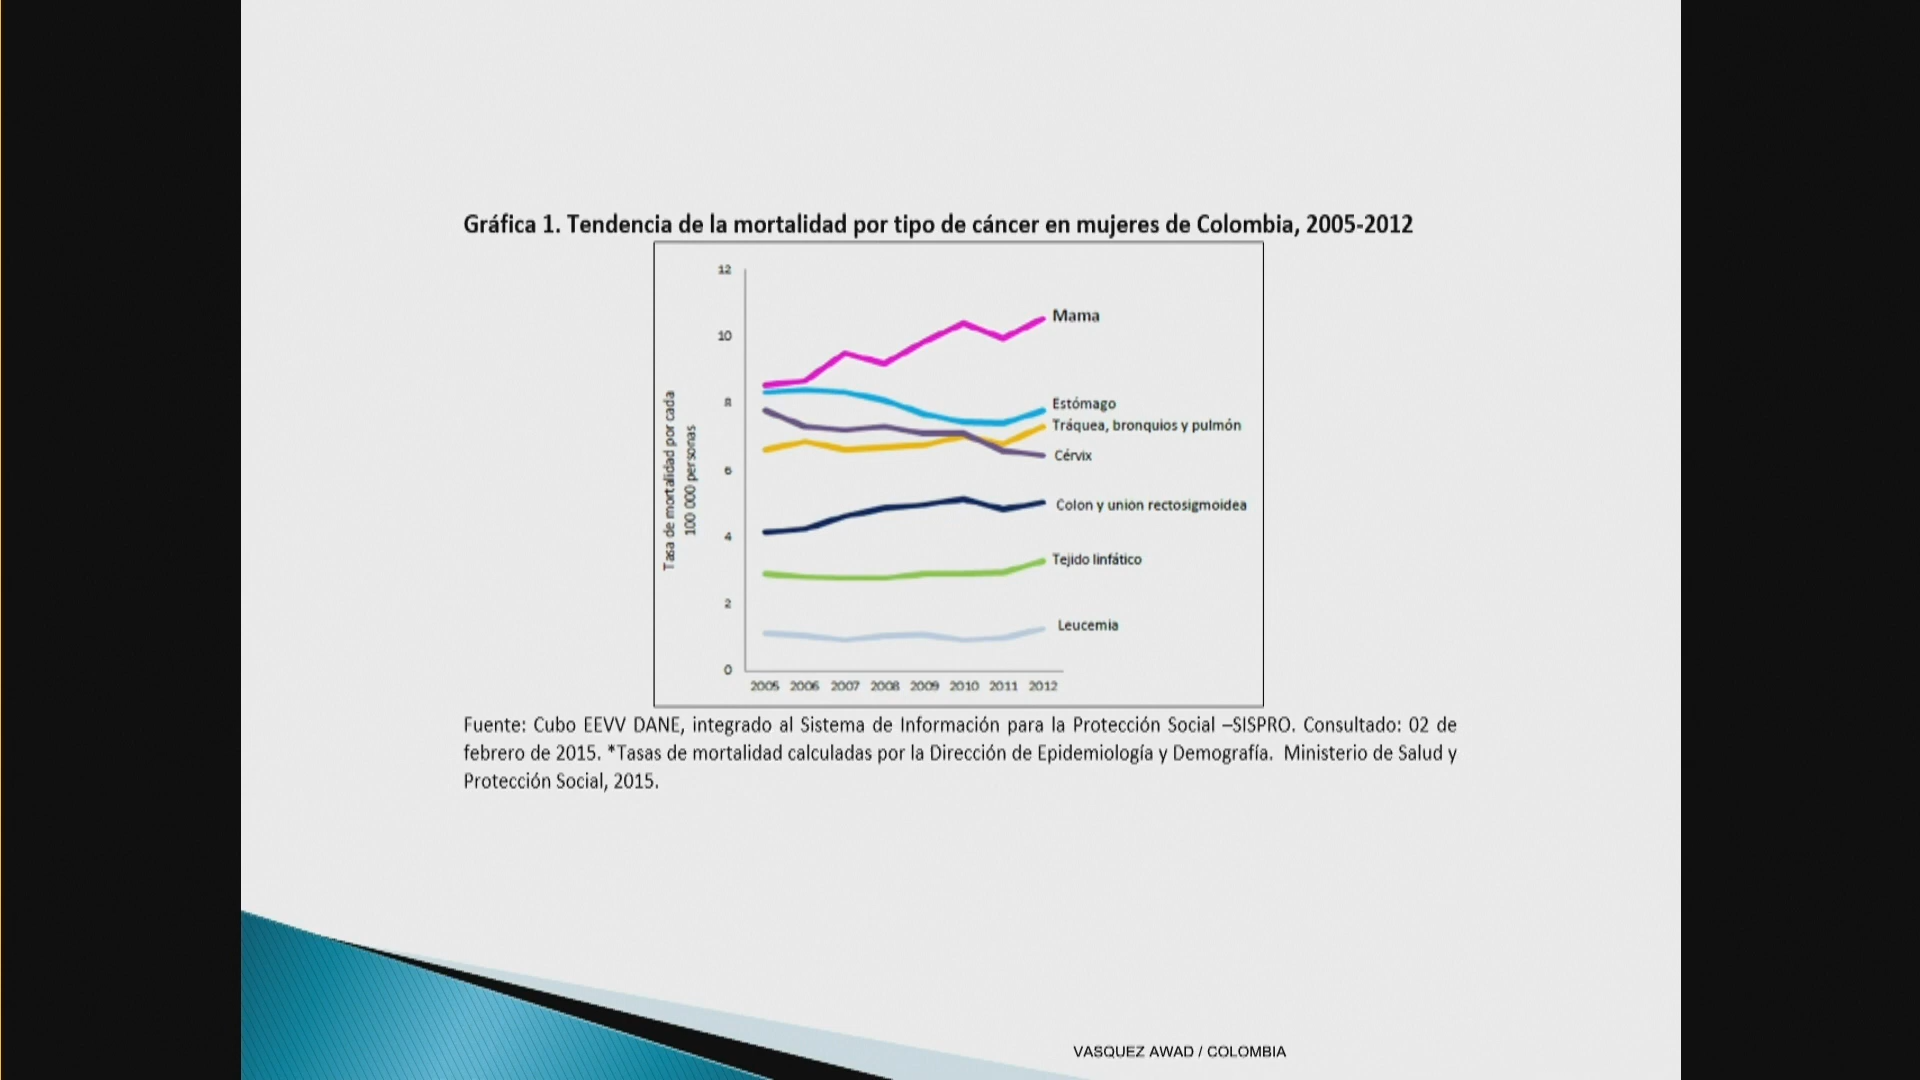 Gráfica 1. Tendencia de la mortalidad por tipo de cáncer en mujeres de Colombia, 2005-2012
Tasa de mortalidad por cada
100 000 personas
12
10
8
6
4
2
0
Mama
Estómago
Tráquea, bronquios y pulmón
Cérvix
Colon y unión rectosigmoidea
Tejido linfático
Leucemia
2005 2006 2007 2008 2009 2010 2011 2012
Fuente: Cubo EEVV DANE, integrado al Sistema de Información para la Protección Social –SISPRO. Consultado: 02 de
febrero de 2015. *Tasas de mortalidad calculadas por la Dirección de Epidemiología y Demografía. Ministerio de Salud y
Protección Social, 2015.
VASQUEZ AWAD / COLOMBIA